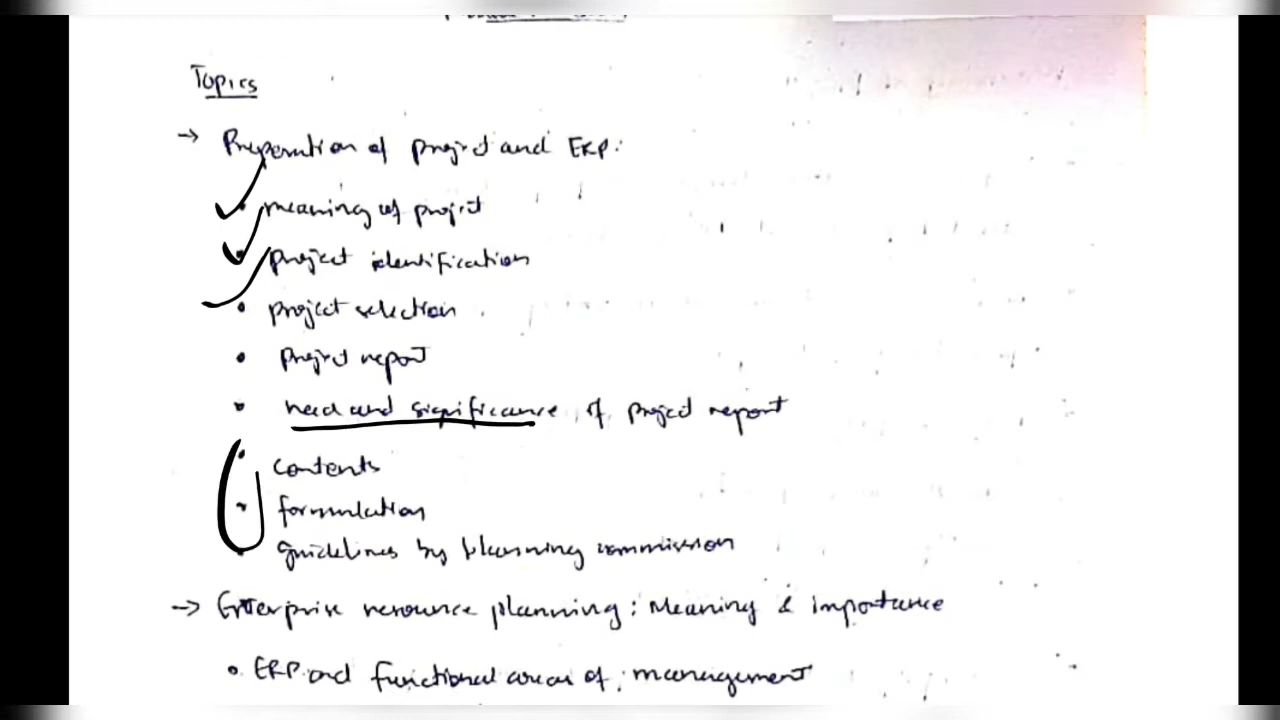 Topics
→ Preparation of project and ERP:
• meaning of project
• project identification
• project selection
• project report
• need and significance of project report
• contents
• formulation
guidelines by planning commission
→ Enterprise resource planning: Meaning & importance
• ERP and functional areas of management